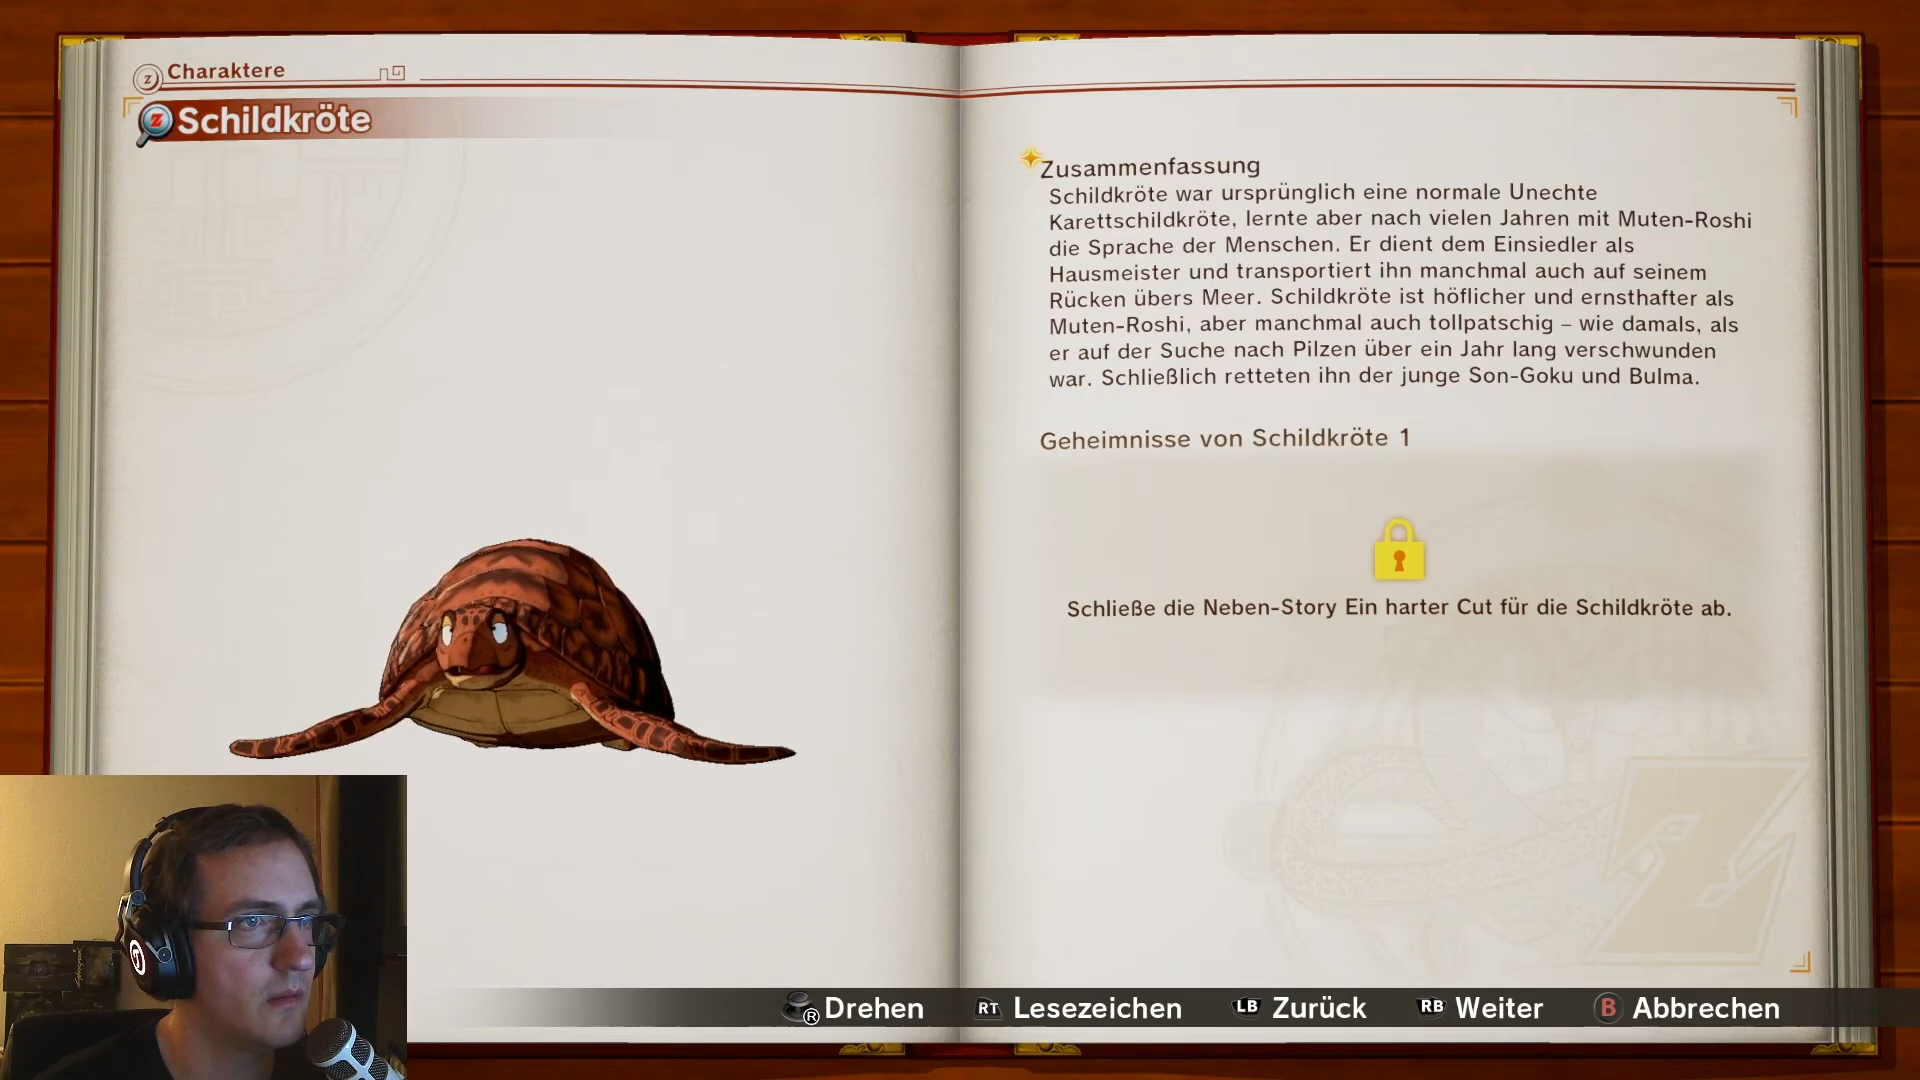 Charaktere
Schildkröte
Zusammenfassung
Schildkröte war ursprünglich eine normale Unechte
Karettschildkröte, lernte aber nach vielen Jahren mit Muten-Roshi
die Sprache der Menschen. Er dient dem Einsiedler als
Hausmeister und transportiert ihn manchmal auch auf seinem
Rücken übers Meer. Schildkröte ist höflicher und ernsthafter als
Muten-Roshi, aber manchmal auch tollpatschig – wie damals, als
er auf der Suche nach Pilzen über ein Jahr lang verschwunden
war. Schließlich retteten ihn der junge Son-Goku und Bulma.
Geheimnisse von Schildkröte 1
Schließe die Neben-Story Ein harter Cut für die Schildkröte ab.
R Drehen RT Lesezeichen LB Zurück RB Weiter B Abbrechen